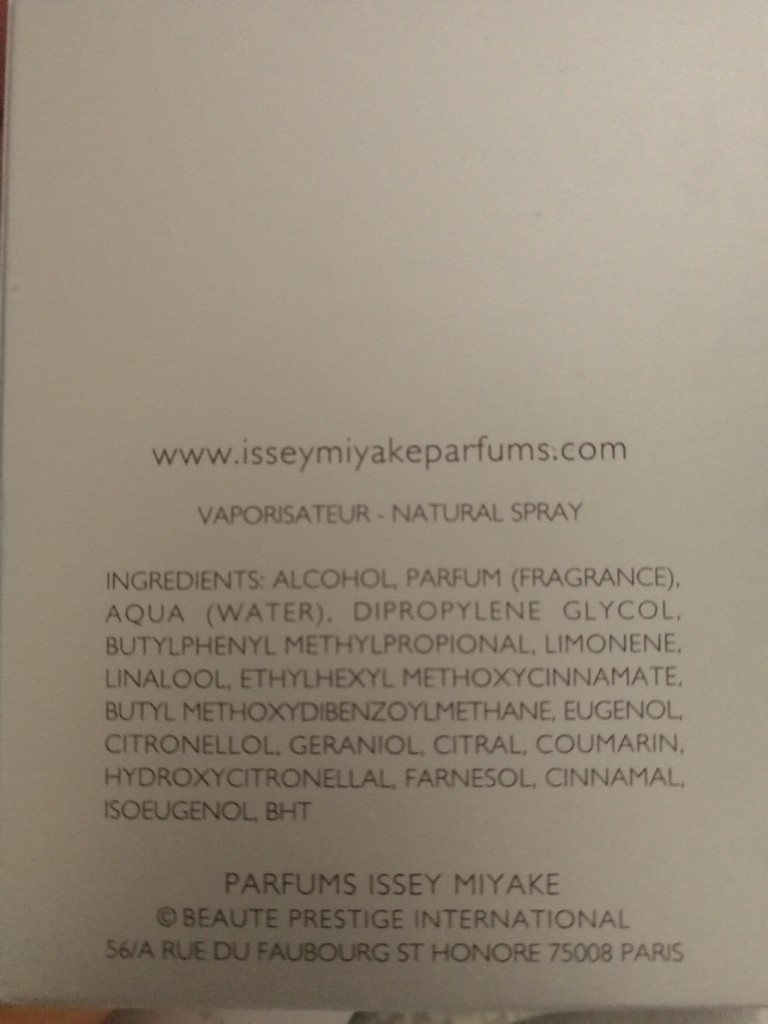 www.isseymiyakeparfums.com
VAPORISATEUR - NATURAL SPRAY
INGREDIENTS: ALCOHOL, PARFUM (FRAGRANCE),
AQUA (WATER), DIPROPYLENE GLYCOL,
BUTYLPHENYL METHYLPROPIONAL, LIMONENE,
LINALOOL, ETHYLHEXYL METHOXYCINNAMATE,
BUTYL METHOXYDIBENZOYLMETHANE, EUGENOL,
CITRONELLOL, GERANIOL, CITRAL, COUMARIN,
HYDROXYCITRONELLAL, FARNESOL, CINNAMAL,
ISOEUGENOL, BHT
PARFUMS ISSEY MIYAKE
© BEAUTE PRESTIGE INTERNATIONAL
56/A RUE DU FAUBOURG ST HONORE 75008 PARIS